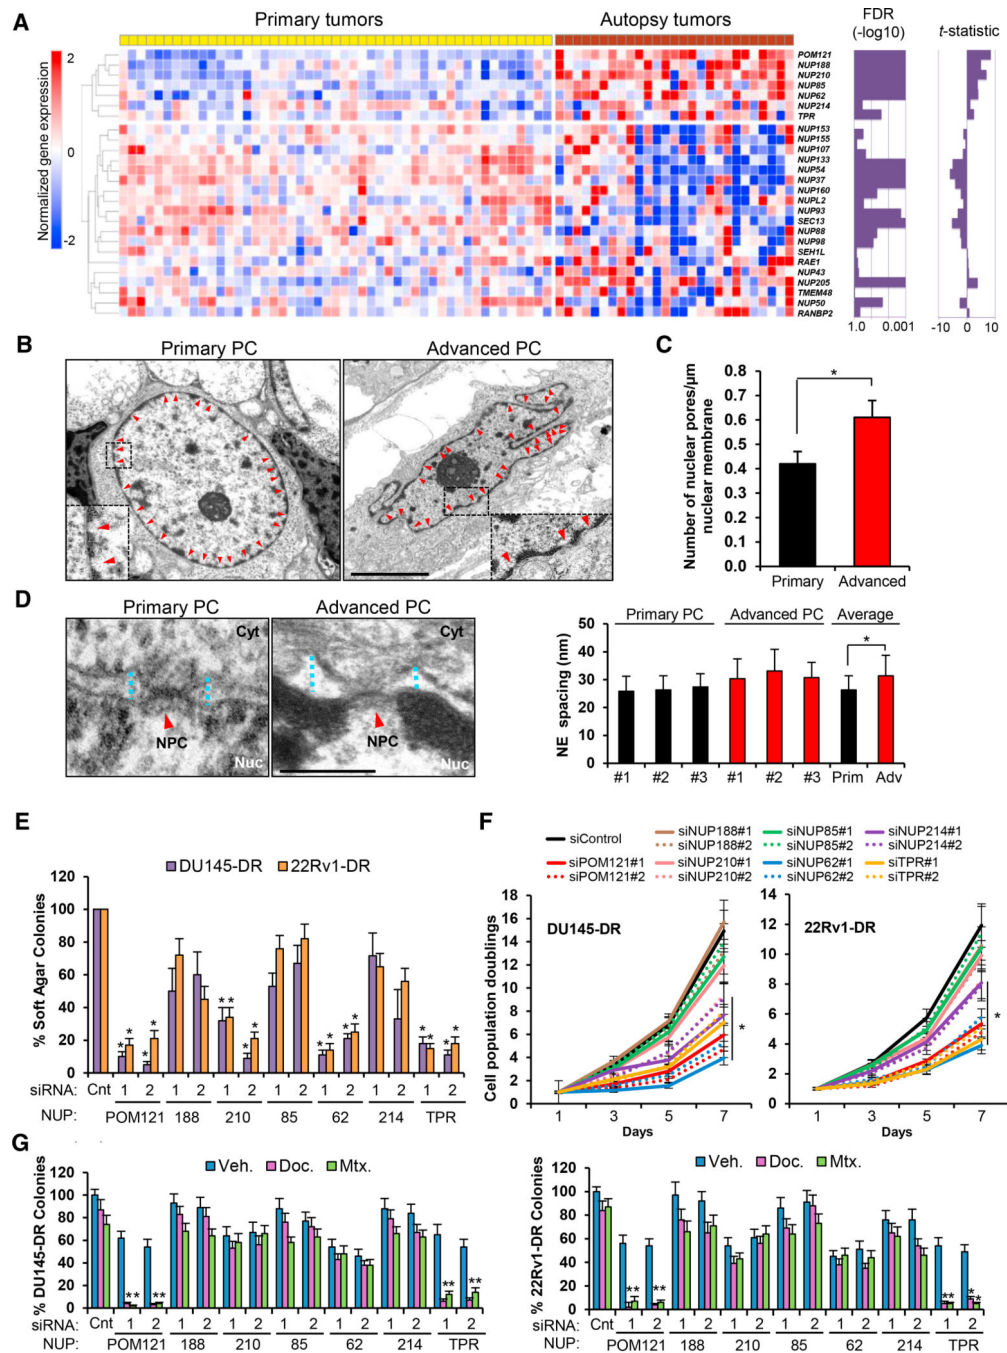 A
Primary tumors
Autopsy tumors
FDR
(-log10)
t-statistic
Normalized gene expression
2
0
-2
POM121
NUP188
NUP210
NUP85
NUP62
NUP214
TPR
NUP153
NUP155
NUP107
NUP133
NUP54
NUP37
NUP160
NUPL2
NUP93
SEC13
NUP88
NUP98
SEH1L
RAE1
NUP43
NUP205
TMEM48
NUP50
RANBP2
1.0 0.001
-10 0 10
B
Primary PC
Advanced PC
C
Number of nuclear pores/µm
nuclear membrane
0.8
0.7
0.6
0.5
0.4
0.3
0.2
0.1
0.0
*
Primary Advanced
D
Primary PC
Advanced PC
Cyt
NPC
Nuc
Cyt
NPC
Nuc
Primary PC Advanced PC Average
NE spacing (nm)
50
40
30
20
10
0
*
#1 #2 #3 #1 #2 #3 Prim Adv
E
DU145-DR 22Rv1-DR
% Soft Agar Colonies
120
100
80
60
40
20
0
* * * * * * * * * * * * * * * *
siRNA: Cnt 1 2 1 2 1 2 1 2 1 2 1 2 1 2
NUP: POM121 188 210 85 62 214 TPR
F
siControl
siNUP188#1
siNUP188#2
siNUP85#1
siNUP85#2
siNUP214#1
siNUP214#2
siPOM121#1
siPOM121#2
siNUP210#1
siNUP210#2
siNUP62#1
siNUP62#2
siTPR#1
siTPR#2
Cell population doublings
18
16
14
12
10
8
6
4
2
0
DU145-DR
*
1 3 5 7
Days
14
12
10
8
6
4
2
0
22Rv1-DR
*
1 3 5 7
Days
G
Veh. Doc. Mtx.
% DU145-DR Colonies
120
100
80
60
40
20
0
** ** ** **
siRNA: Cnt 1 2 1 2 1 2 1 2 1 2 1 2 1 2
NUP: POM121 188 210 85 62 214 TPR
Veh. Doc. Mtx.
% 22Rv1-DR Colonies
120
100
80
60
40
20
0
** ** ** **
siRNA: Cnt 1 2 1 2 1 2 1 2 1 2 1 2 1 2
NUP: POM121 188 210 85 62 214 TPR